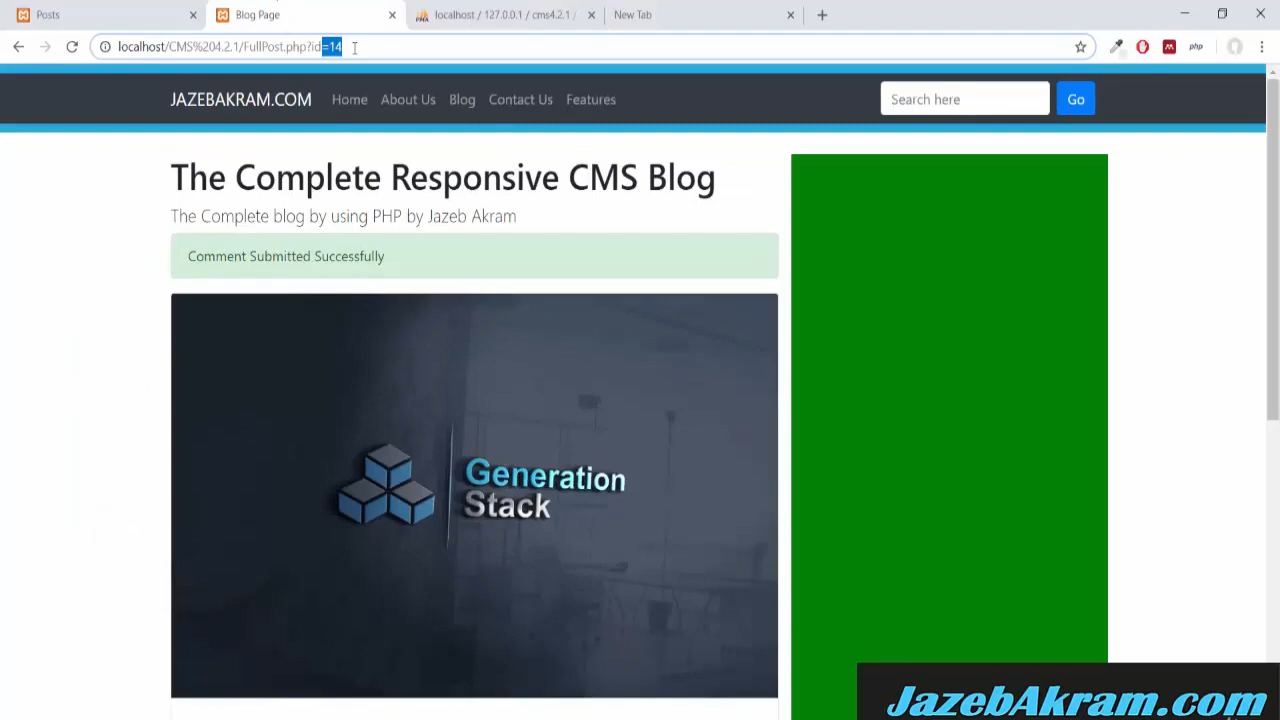 Posts
Blog Page
localhost / 127.0.0.1 / cms4.2.1 /
New Tab
localhost/CMS%204.2.1/FullPost.php?id=14
php
JAZEBAKRAM.COM
Home
About Us
Blog
Contact Us
Features
Search here
Go
The Complete Responsive CMS Blog
The Complete blog by using PHP by Jazeb Akram
Comment Submitted Successfully
Generation
Stack
JazebAkram.com